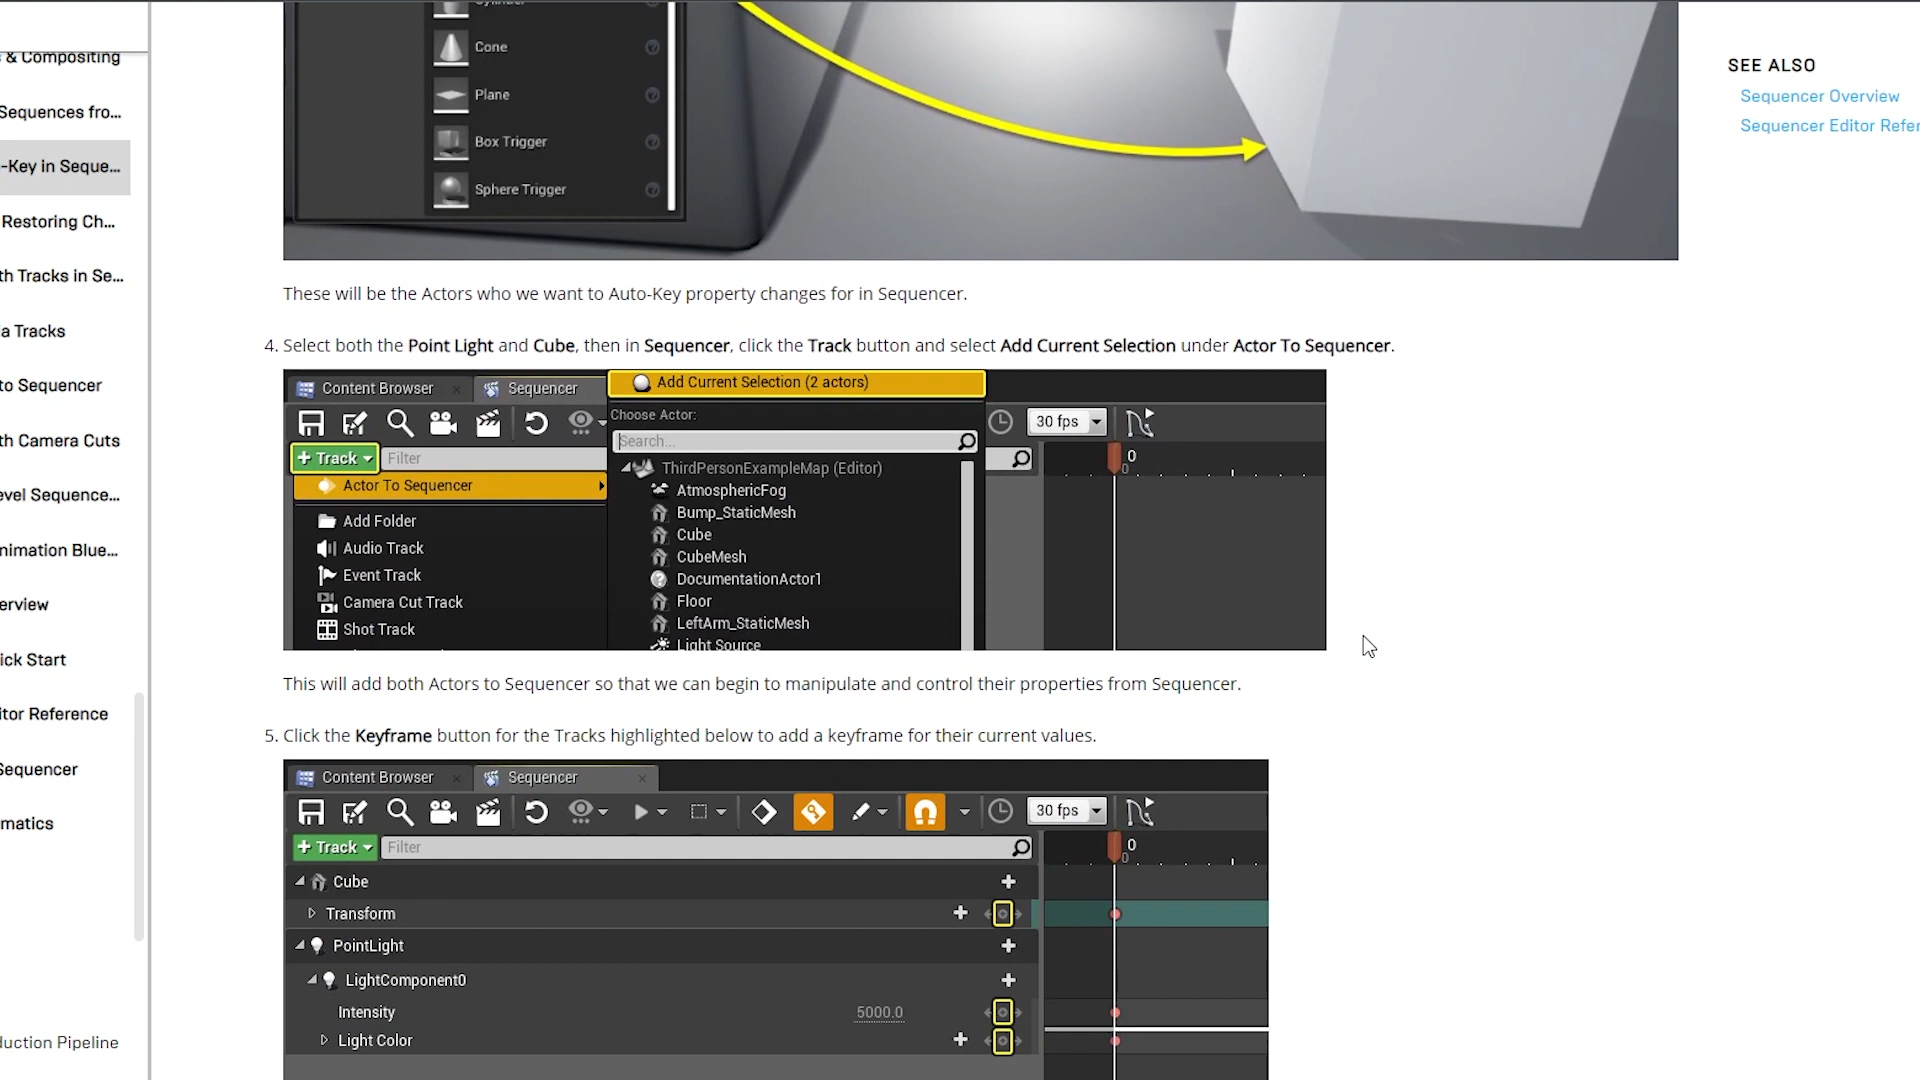 & Compositing
Sequences fro...
-Key in Seque...
Restoring Ch...
th Tracks in Se...
a Tracks
to Sequencer
th Camera Cuts
evel Sequence...
nimation Blue...
erview
ick Start
itor Reference
Sequencer
matics
duction Pipeline
Cylinder
Cone
Plane
Box Trigger
Sphere Trigger
These will be the Actors who we want to Auto-Key property changes for in Sequencer.
4. Select both the Point Light and Cube, then in Sequencer, click the Track button and select Add Current Selection under Actor To Sequencer.
Content Browser
Sequencer
Add Current Selection (2 actors)
Choose Actor:
Search...
30 fps
+ Track
Filter
0
0
Actor To Sequencer
Add Folder
Audio Track
Event Track
Camera Cut Track
Shot Track
ThirdPersonExampleMap (Editor)
AtmosphericFog
Bump_StaticMesh
Cube
CubeMesh
DocumentationActor1
Floor
LeftArm_StaticMesh
Light Source
This will add both Actors to Sequencer so that we can begin to manipulate and control their properties from Sequencer.
5. Click the Keyframe button for the Tracks highlighted below to add a keyframe for their current values.
Content Browser
Sequencer
30 fps
+ Track
Filter
0
0
Cube
Transform
PointLight
LightComponent0
Intensity 5000.0
Light Color
SEE ALSO
Sequencer Overview
Sequencer Editor Refer